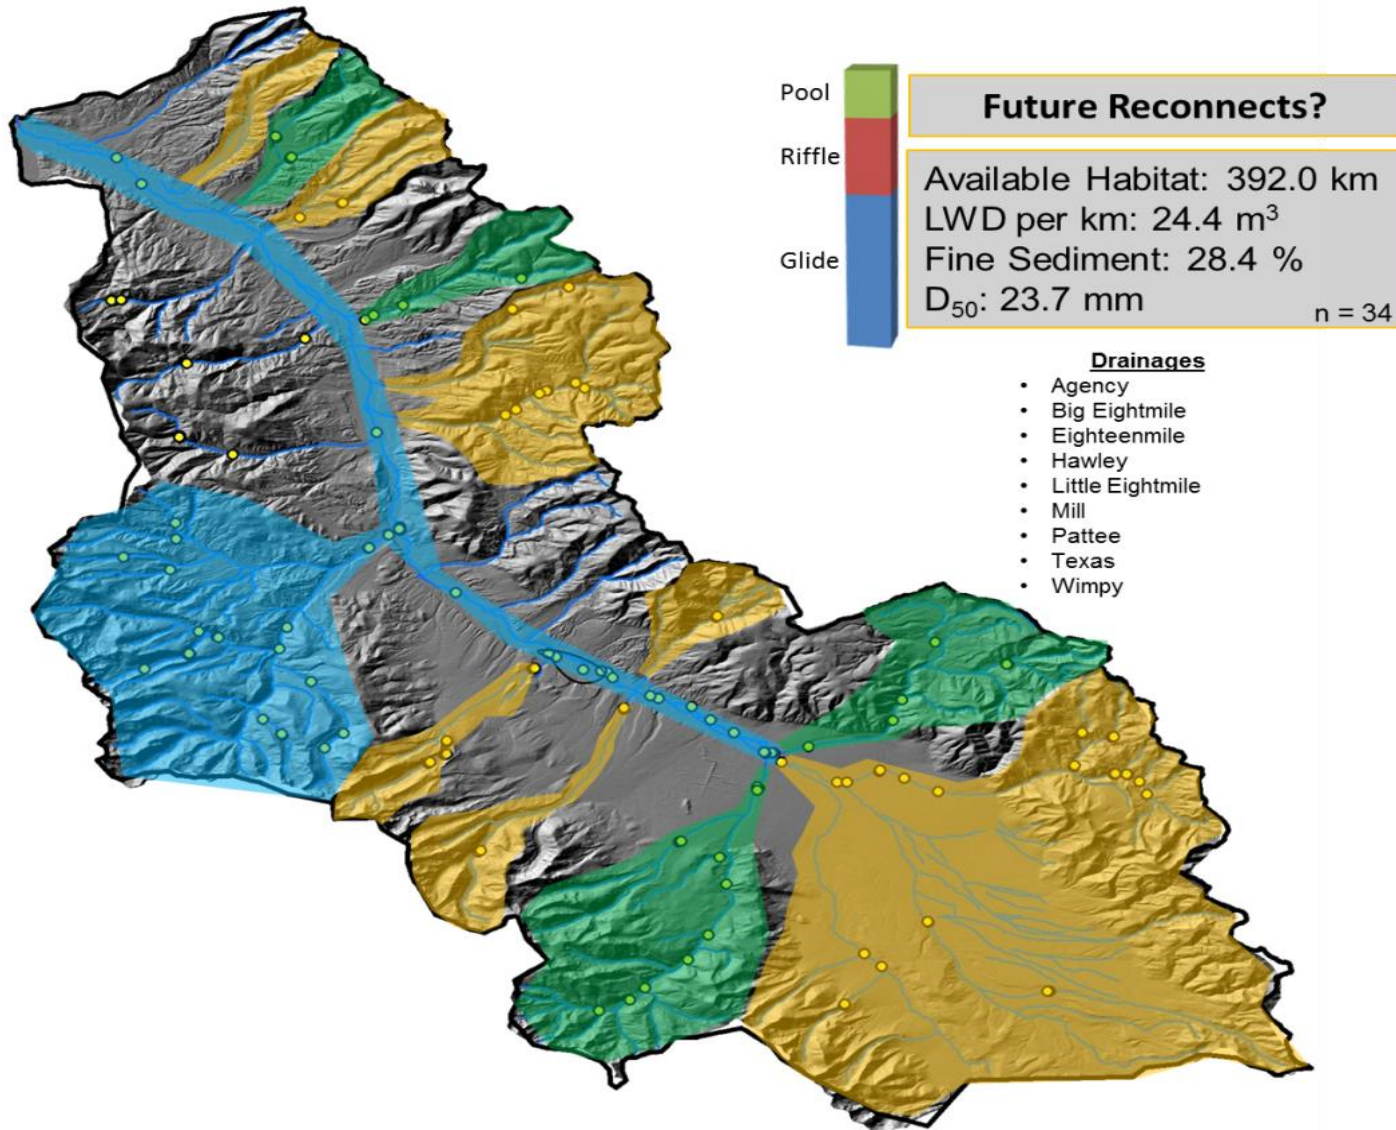 Pool
Riffle
Glide
Future Reconnects?
Available Habitat: 392.0 km
LWD per km: 24.4 m³
Fine Sediment: 28.4 %
D₅₀: 23.7 mm
n = 34
Drainages
• Agency
• Big Eightmile
• Eighteenmile
• Hawley
• Little Eightmile
• Mill
• Pattee
• Texas
• Wimpy